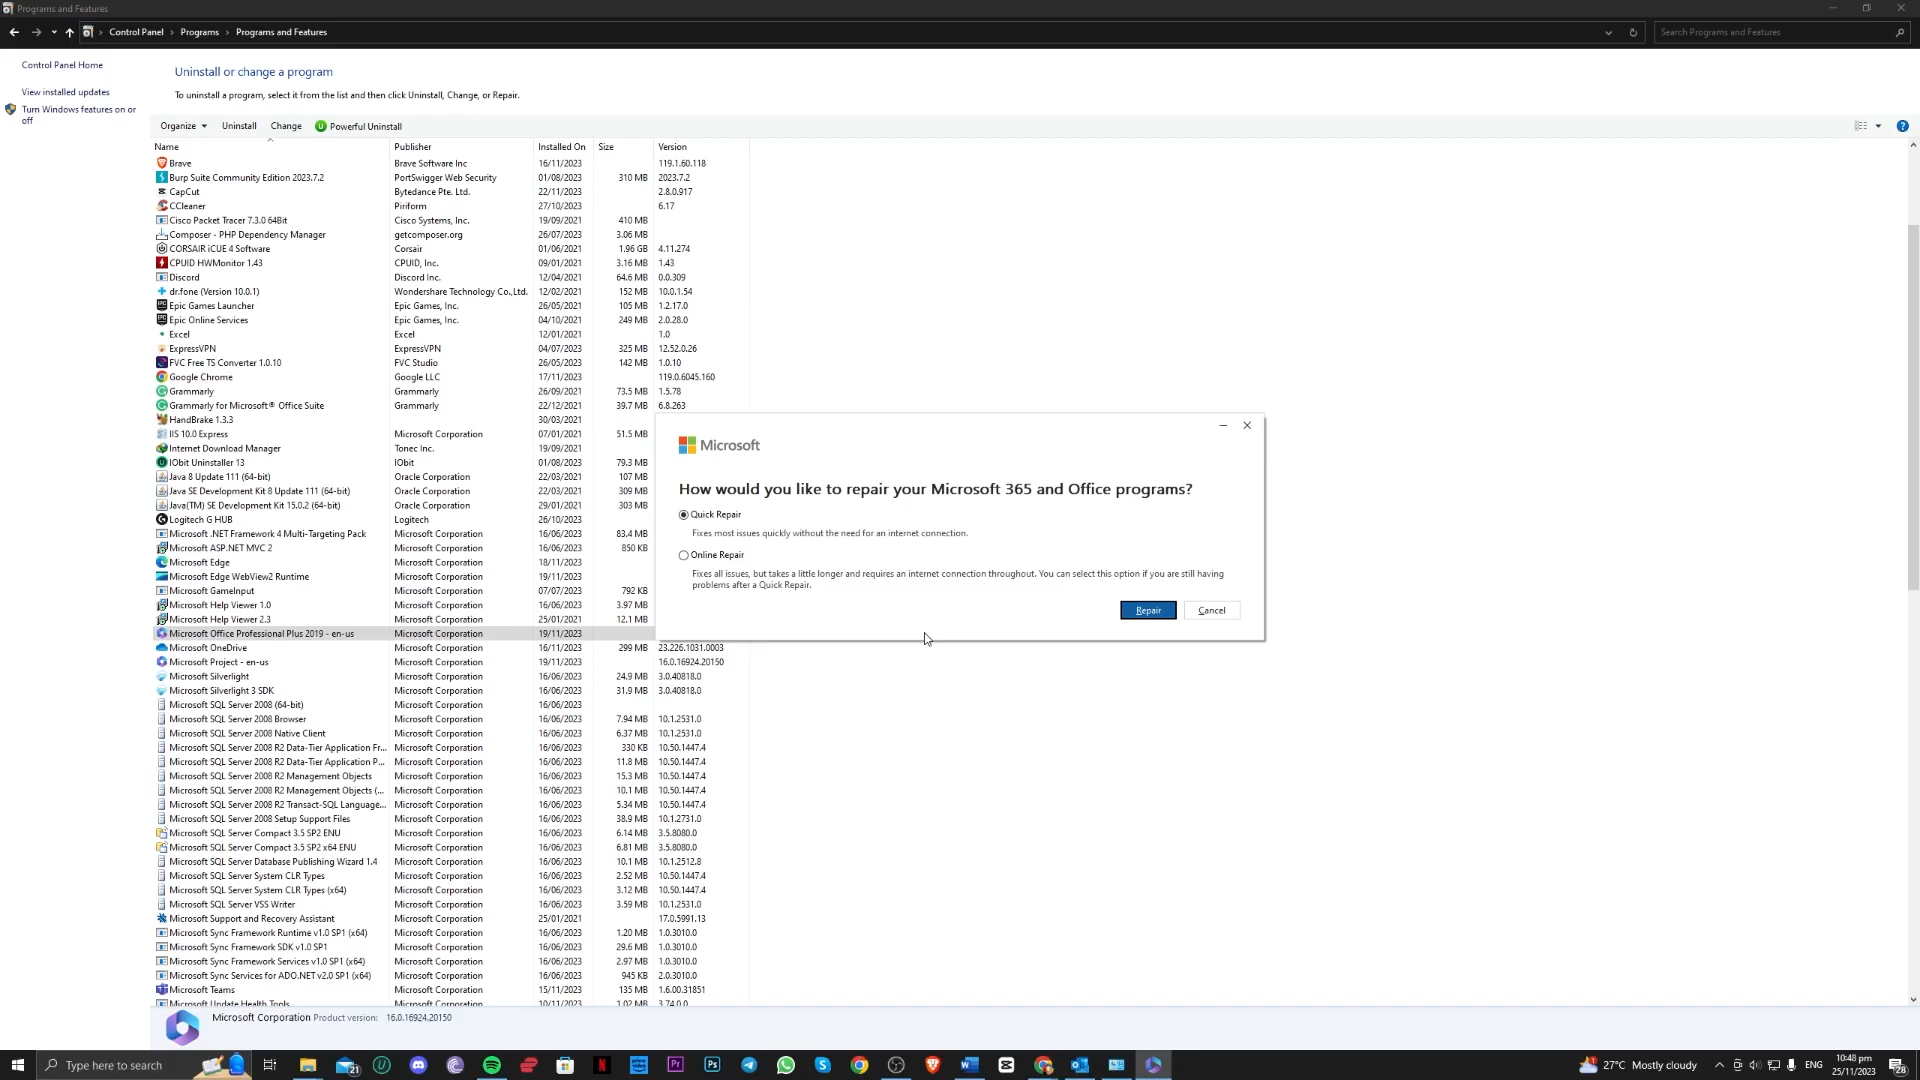 Programs and Features
Control Panel › Programs › Programs and Features
Search Programs and Features
Control Panel Home
View installed updates
Turn Windows features on or
off
Uninstall or change a program
To uninstall a program, select it from the list and then click Uninstall, Change, or Repair.
Organize Uninstall Change Powerful Uninstall
Name Publisher Installed On Size Version
Brave Brave Software Inc 16/11/2023 119.1.60.118
Burp Suite Community Edition 2023.7.2 PortSwigger Web Security 01/08/2023 310 MB 2023.7.2
CapCut Bytedance Pte. Ltd. 22/11/2023 2.8.0.917
CCleaner Piriform 27/10/2023 6.17
Cisco Packet Tracer 7.3.0 64Bit Cisco Systems, Inc. 19/09/2021 410 MB
Composer - PHP Dependency Manager getcomposer.org 26/07/2023 3.06 MB
CORSAIR iCUE 4 Software Corsair 01/06/2021 1.96 GB 4.11.274
CPUID HWMonitor 1.43 CPUID, Inc. 09/01/2021 3.16 MB 1.43
Discord Discord Inc. 12/04/2021 64.6 MB 0.0.309
dr.fone (Version 10.0.1) Wondershare Technology Co.,Ltd. 12/02/2021 152 MB 10.0.1.54
Epic Games Launcher Epic Games, Inc. 26/05/2021 105 MB 1.2.17.0
Epic Online Services Epic Games, Inc. 04/10/2021 249 MB 2.0.28.0
Excel Excel 12/01/2021 1.0
ExpressVPN ExpressVPN 04/07/2023 325 MB 12.52.0.26
FVC Free TS Converter 1.0.10 FVC Studio 26/05/2023 142 MB 1.0.10
Google Chrome Google LLC 17/11/2023 119.0.6045.160
Grammarly Grammarly 26/09/2021 73.5 MB 1.5.78
Grammarly for Microsoft® Office Suite Grammarly 22/12/2021 39.7 MB 6.8.263
HandBrake 1.3.3 30/03/2021
IIS 10.0 Express Microsoft Corporation 07/01/2021 51.5 MB
Internet Download Manager Tonec Inc. 19/09/2021
IObit Uninstaller 13 IObit 01/08/2023 79.3 MB
Java 8 Update 111 (64-bit) Oracle Corporation 22/03/2021 107 MB
Java SE Development Kit 8 Update 111 (64-bit) Oracle Corporation 22/03/2021 309 MB
Java(TM) SE Development Kit 15.0.2 (64-bit) Oracle Corporation 29/01/2021 303 MB
Logitech G HUB Logitech 26/10/2023
Microsoft .NET Framework 4 Multi-Targeting Pack Microsoft Corporation 16/06/2023 83.4 MB
Microsoft ASP.NET MVC 2 Microsoft Corporation 16/06/2023 850 KB
Microsoft Edge Microsoft Corporation 18/11/2023
Microsoft Edge WebView2 Runtime Microsoft Corporation 19/11/2023
Microsoft GameInput Microsoft Corporation 07/07/2023 792 KB
Microsoft Help Viewer 1.0 Microsoft Corporation 16/06/2023 3.97 MB
Microsoft Help Viewer 2.3 Microsoft Corporation 25/01/2021 12.1 MB
Microsoft Office Professional Plus 2019 - en-us Microsoft Corporation 19/11/2023
Microsoft OneDrive Microsoft Corporation 16/11/2023 299 MB 23.226.1031.0003
Microsoft Project - en-us Microsoft Corporation 19/11/2023 16.0.16924.20150
Microsoft Silverlight Microsoft Corporation 16/06/2023 24.9 MB 3.0.40818.0
Microsoft Silverlight 3 SDK Microsoft Corporation 16/06/2023 31.9 MB 3.0.40818.0
Microsoft SQL Server 2008 (64-bit) Microsoft Corporation 16/06/2023
Microsoft SQL Server 2008 Browser Microsoft Corporation 16/06/2023 7.94 MB 10.1.2531.0
Microsoft SQL Server 2008 Native Client Microsoft Corporation 16/06/2023 6.37 MB 10.1.2531.0
Microsoft SQL Server 2008 R2 Data-Tier Application Fr... Microsoft Corporation 16/06/2023 330 KB 10.50.1447.4
Microsoft SQL Server 2008 R2 Data-Tier Application P... Microsoft Corporation 16/06/2023 11.8 MB 10.50.1447.4
Microsoft SQL Server 2008 R2 Management Objects Microsoft Corporation 16/06/2023 15.3 MB 10.50.1447.4
Microsoft SQL Server 2008 R2 Management Objects (... Microsoft Corporation 16/06/2023 10.1 MB 10.50.1447.4
Microsoft SQL Server 2008 R2 Transact-SQL Language... Microsoft Corporation 16/06/2023 5.34 MB 10.50.1447.4
Microsoft SQL Server 2008 Setup Support Files Microsoft Corporation 16/06/2023 38.9 MB 10.1.2731.0
Microsoft SQL Server Compact 3.5 SP2 ENU Microsoft Corporation 16/06/2023 6.14 MB 3.5.8080.0
Microsoft SQL Server Compact 3.5 SP2 x64 ENU Microsoft Corporation 16/06/2023 6.81 MB 3.5.8080.0
Microsoft SQL Server Database Publishing Wizard 1.4 Microsoft Corporation 16/06/2023 10.1 MB 10.1.2512.8
Microsoft SQL Server System CLR Types Microsoft Corporation 16/06/2023 2.52 MB 10.50.1447.4
Microsoft SQL Server System CLR Types (x64) Microsoft Corporation 16/06/2023 3.12 MB 10.50.1447.4
Microsoft SQL Server VSS Writer Microsoft Corporation 16/06/2023 3.59 MB 10.1.2531.0
Microsoft Support and Recovery Assistant Microsoft Corporation 25/01/2021 17.0.5991.13
Microsoft Sync Framework Runtime v1.0 SP1 (x64) Microsoft Corporation 16/06/2023 1.20 MB 1.0.3010.0
Microsoft Sync Framework SDK v1.0 SP1 Microsoft Corporation 16/06/2023 29.6 MB 1.0.3010.0
Microsoft Sync Framework Services v1.0 SP1 (x64) Microsoft Corporation 16/06/2023 2.97 MB 1.0.3010.0
Microsoft Sync Services for ADO.NET v2.0 SP1 (x64) Microsoft Corporation 16/06/2023 945 KB 2.0.3010.0
Microsoft Teams Microsoft Corporation 15/11/2023 135 MB 1.6.00.31851
Microsoft Update Health Tools Microsoft Corporation 10/11/2023 1.02 MB 3.74.0.0
Microsoft
How would you like to repair your Microsoft 365 and Office programs?
Quick Repair
Fixes most issues quickly without the need for an internet connection.
Online Repair
Fixes all issues, but takes a little longer and requires an internet connection throughout. You can select this option if you are still having
problems after a Quick Repair.
Repair Cancel
Microsoft Corporation Product version: 16.0.16924.20150
Type here to search
21
Pr
Ps
27°C Mostly cloudy
ENG
10:48 pm
25/11/2023
28